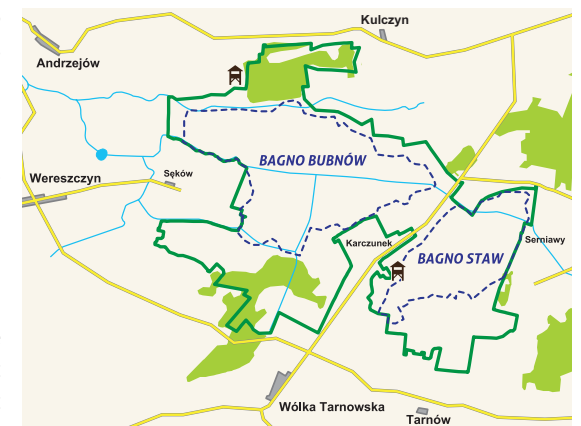 Kulczyn
Andrzejów
BAGNO BUBNÓW
Sęków
Wereszczyn
Karczunek
Serniawy
BAGNO STAW
Wólka Tarnowska
Tarnów